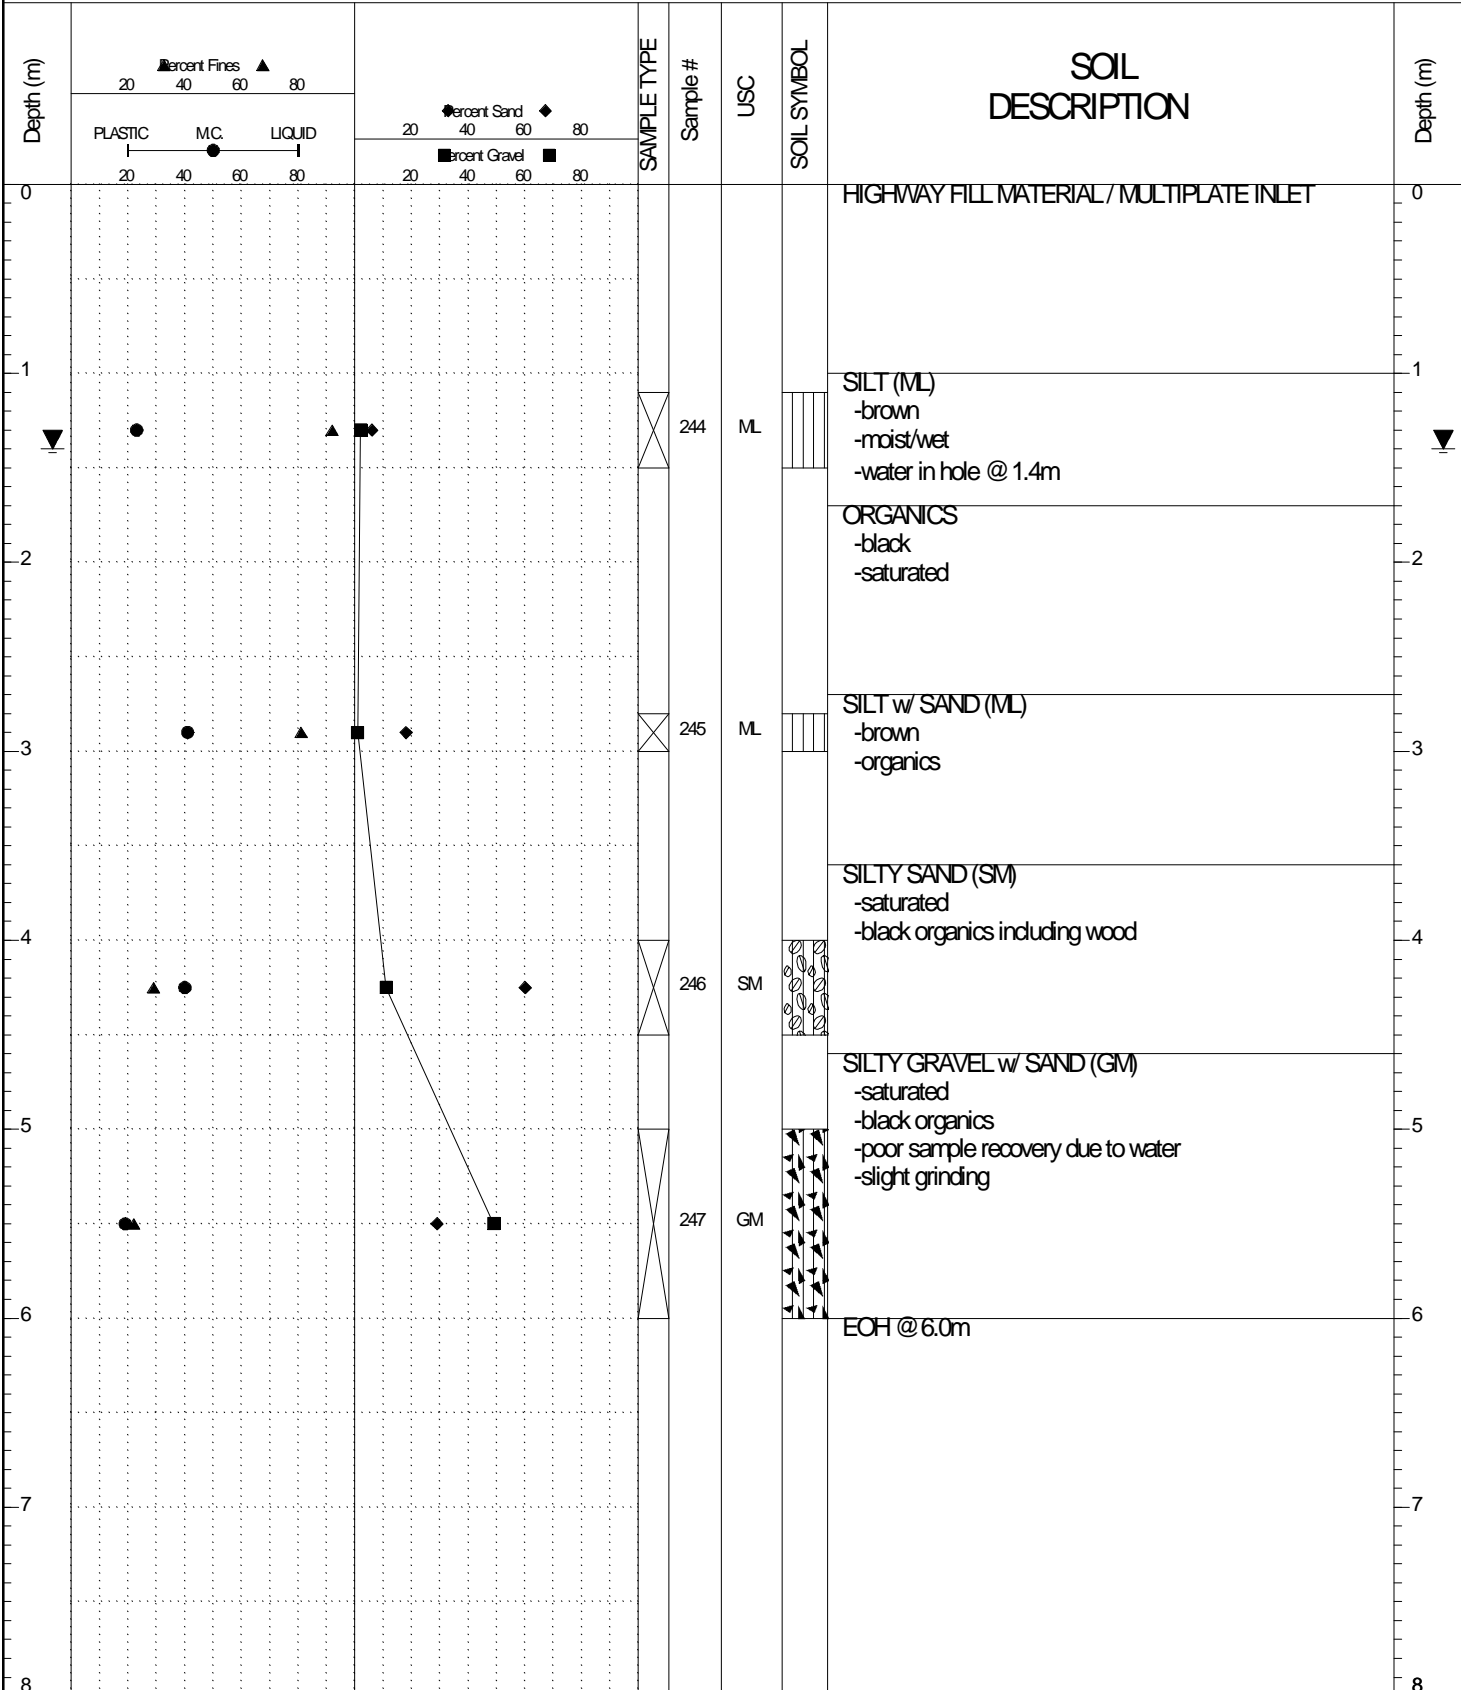 Depth (m)
Percent Fines
20 40 60 80
PLASTIC M.C. LIQUID
20 40 60 80
Percent Sand
20 40 60 80
Percent Gravel
20 40 60 80
SAMPLE TYPE
Sample #
USC
SOIL SYMBOL
SOIL
DESCRIPTION
Depth (m)
0 HIGHWAY FILL MATERIAL / MULTIPLATE INLET 0
1 SILT (ML) 1
-brown
244 ML -moist/wet
-water in hole @ 1.4m
ORGANICS
-black
2 2
-saturated
SILT w/ SAND (ML)
245 ML -brown
3 3
-organics
SILTY SAND (SM)
-saturated
4 -black organics including wood 4
246 SM
SILTY GRAVEL w/ SAND (GM)
-saturated
5 -black organics 5
-poor sample recovery due to water
-slight grinding
247 GM
6 6
EOH @ 6.0m
7 7
8 8